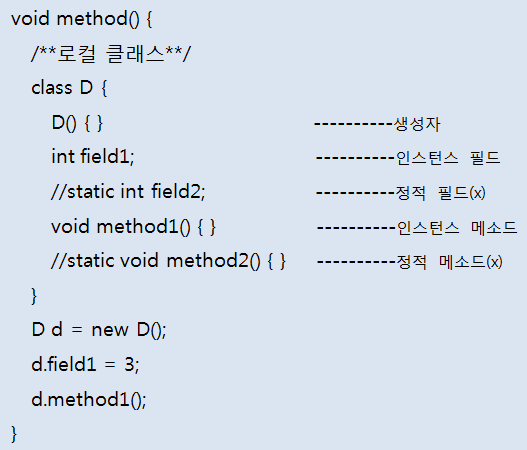 void method() {
/**로컬 클래스**/
class D {
D() { } ----------생성자
int field1; ----------인스턴스 필드
//static int field2; ----------정적 필드(x)
void method1() { } ----------인스턴스 메소드
//static void method2() { } ----------정적 메소드(x)
}
D d = new D();
d.field1 = 3;
d.method1();
}